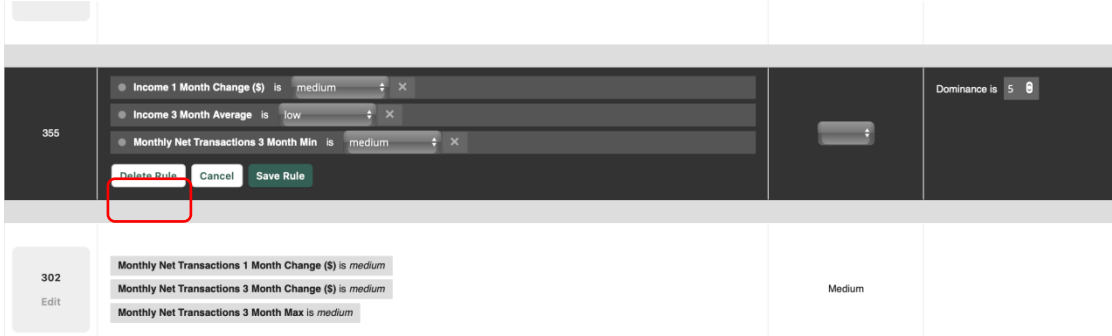 Income 1 Month Change ($) is medium
Dominance is 5
Income 3 Month Average is low
355
Monthly Net Transactions 3 Month Min is medium
Delete Rule Cancel Save Rule
Monthly Net Transactions 1 Month Change ($) is medium
302
Edit
Monthly Net Transactions 3 Month Change ($) is medium
Medium
Monthly Net Transactions 3 Month Max is medium